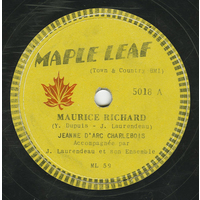 MAPLE LEAF
(Town & Country BMI)
5018 A
MAURICE RICHARD
(Y. Dupuis - J. Laurendeau)
JEANNE D'ARC CHARLEBOIS
Accompagnée par
J. Laurendeau et son Ensemble
ML 35